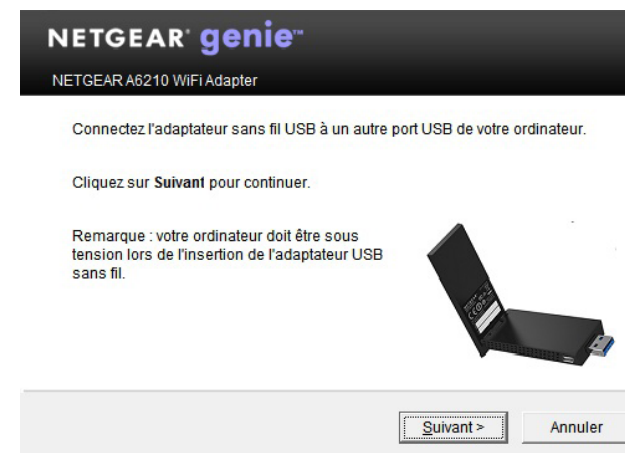 NETGEAR® genie™
NETGEAR A6210 WiFi Adapter
Connectez l'adaptateur sans fil USB à un autre port USB de votre ordinateur.
Cliquez sur Suivant pour continuer.
Remarque : votre ordinateur doit être sous
tension lors de l'insertion de l'adaptateur USB
sans fil.
Suivant >
Annuler